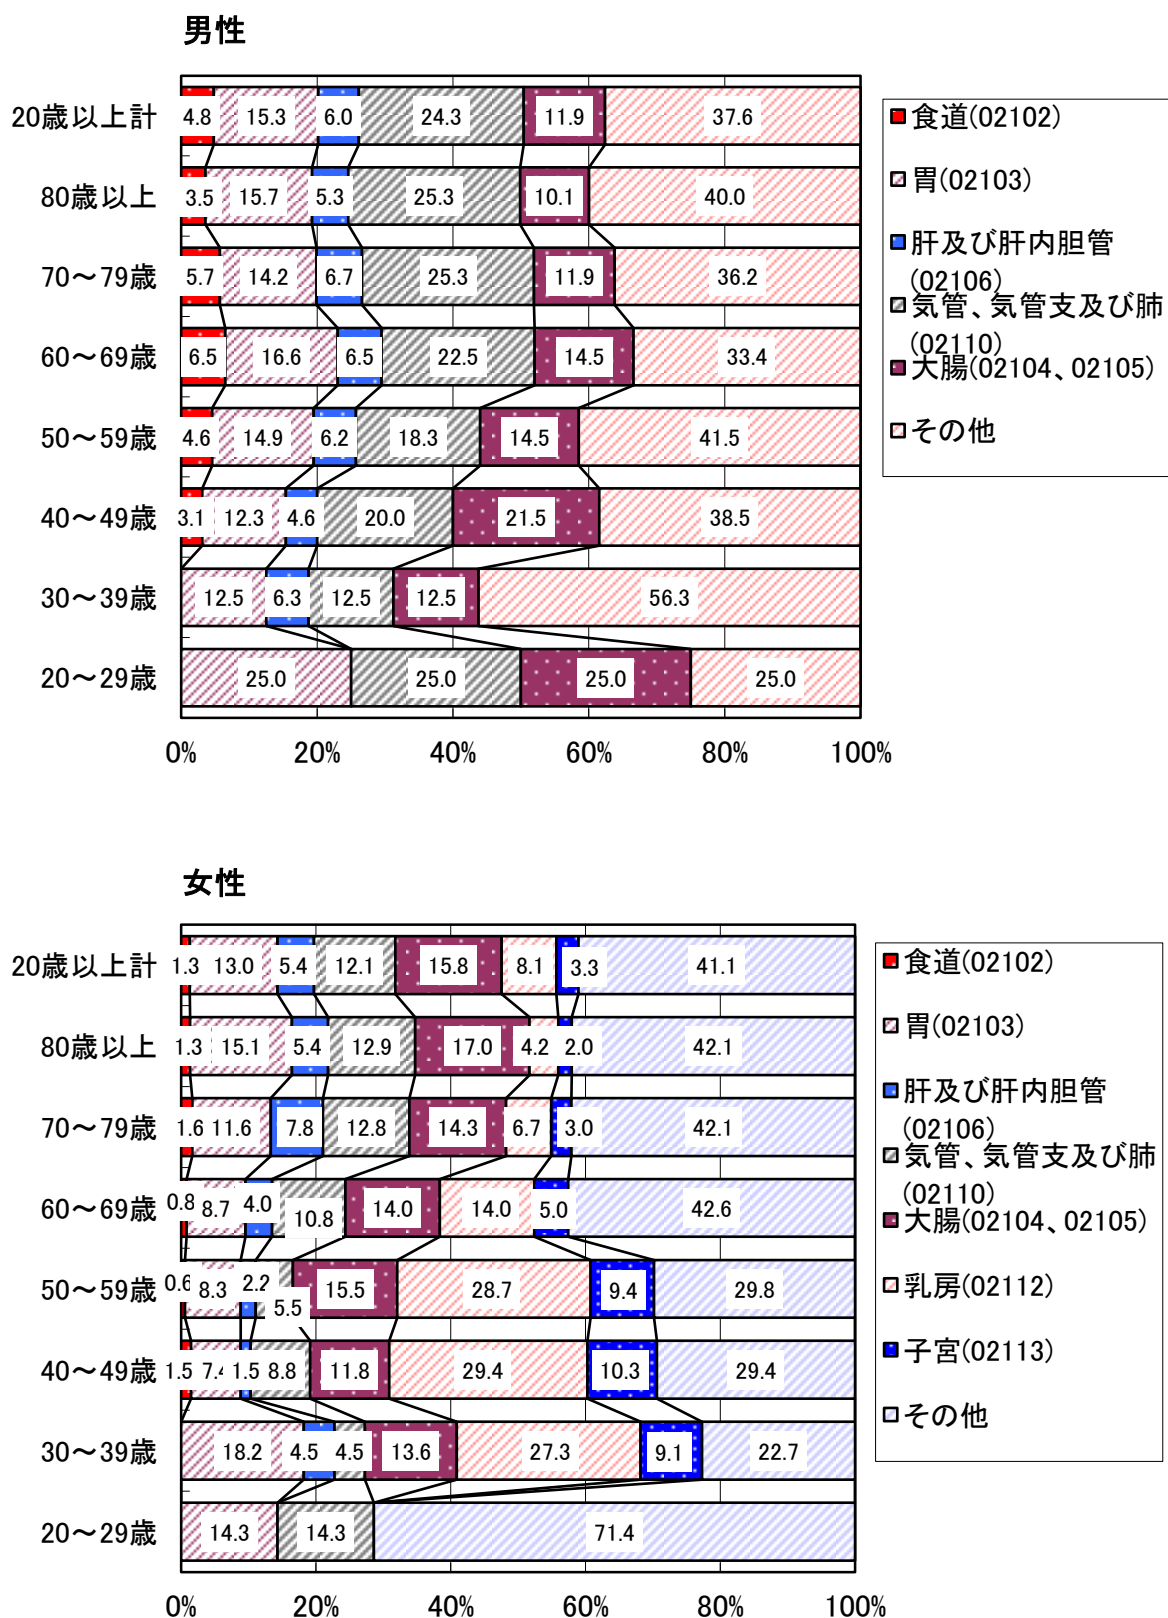 男性
20歳以上計 4.8 15.3 6.0 24.3 11.9 37.6
80歳以上 3.5 15.7 5.3 25.3 10.1 40.0
70～79歳 5.7 14.2 6.7 25.3 11.9 36.2
60～69歳 6.5 16.6 6.5 22.5 14.5 33.4
50～59歳 4.6 14.9 6.2 18.3 14.5 41.5
40～49歳 3.1 12.3 4.6 20.0 21.5 38.5
30～39歳 12.5 6.3 12.5 12.5 56.3
20～29歳 25.0 25.0 25.0 25.0
0% 20% 40% 60% 80% 100%
食道(02102)
胃(02103)
肝及び肝内胆管
(02106)
気管、気管支及び肺
(02110)
大腸(02104、02105)
その他
女性
20歳以上計 1.3 13.0 5.4 12.1 15.8 8.1 3.3 41.1
80歳以上 1.3 15.1 5.4 12.9 17.0 4.2 2.0 42.1
70～79歳 1.6 11.6 7.8 12.8 14.3 6.7 3.0 42.1
60～69歳 0.8 8.7 4.0 10.8 14.0 14.0 5.0 42.6
50～59歳 0.6 8.3 2.2 5.5 15.5 28.7 9.4 29.8
40～49歳 1.5 7.4 1.5 8.8 11.8 29.4 10.3 29.4
30～39歳 18.2 4.5 4.5 13.6 27.3 9.1 22.7
20～29歳 14.3 14.3 71.4
0% 20% 40% 60% 80% 100%
食道(02102)
胃(02103)
肝及び肝内胆管
(02106)
気管、気管支及び肺
(02110)
大腸(02104、02105)
乳房(02112)
子宮(02113)
その他